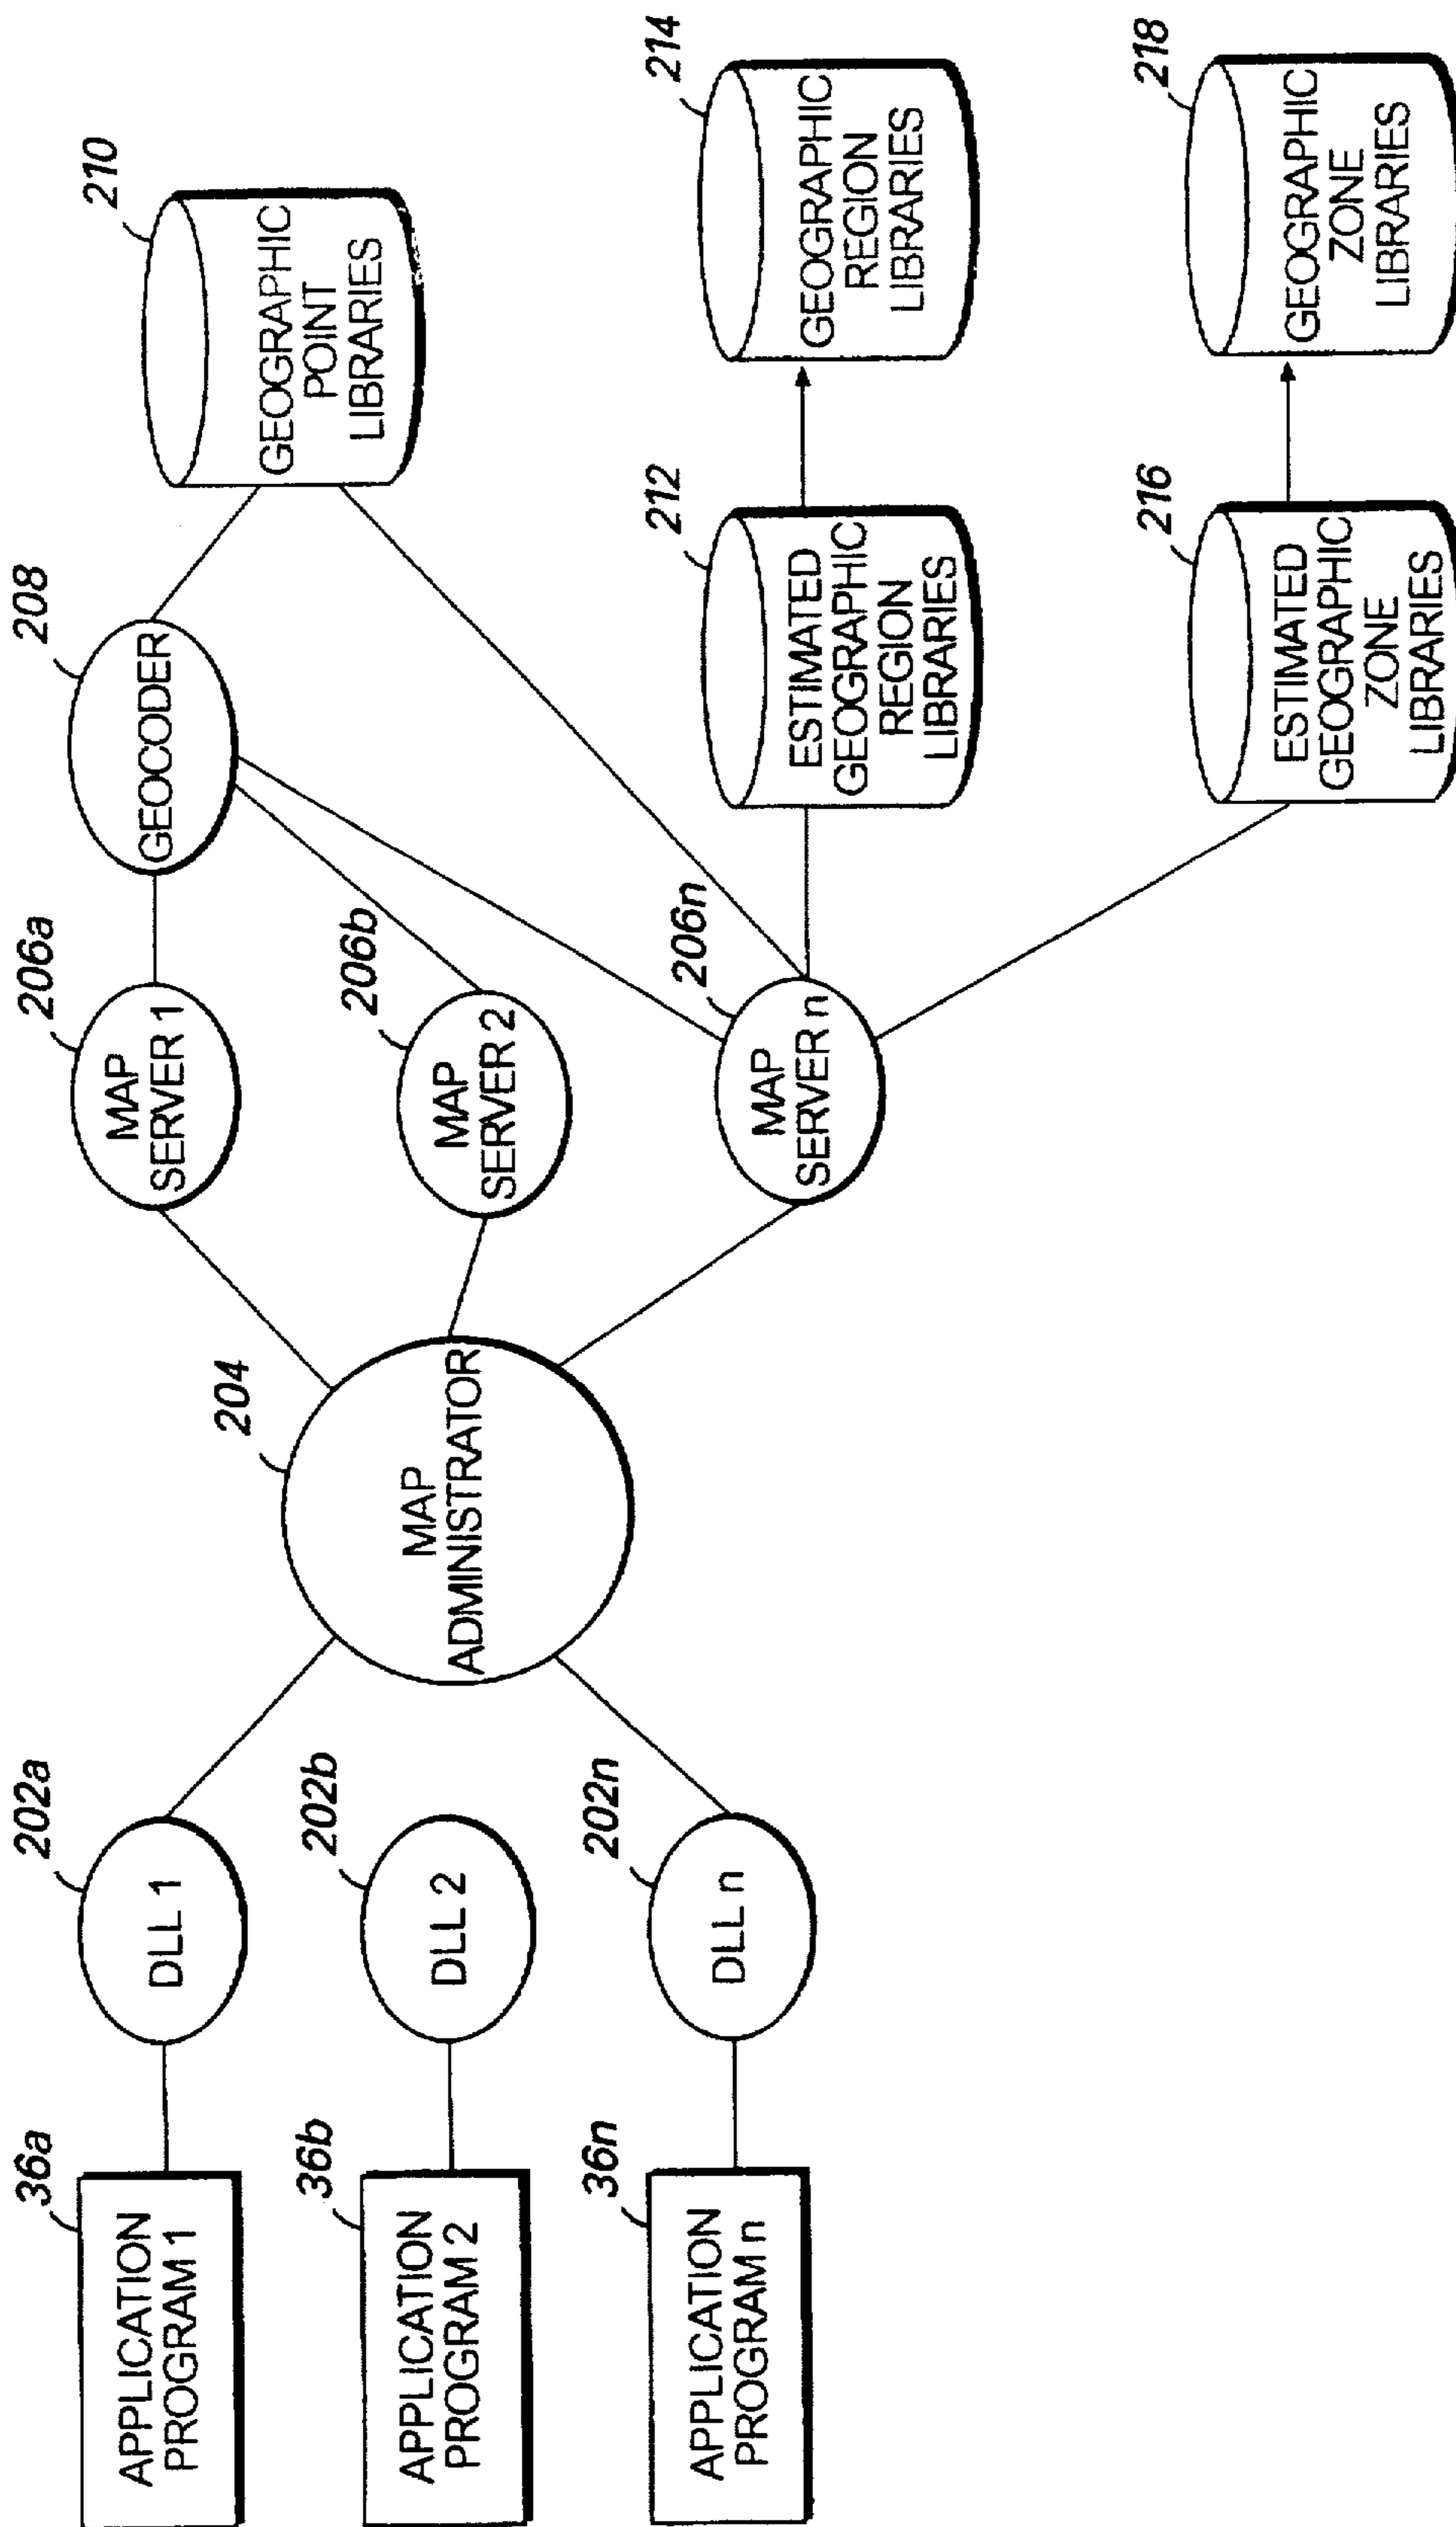 36a
APPLICATION
PROGRAM 1
36b
APPLICATION
PROGRAM 2
36n
APPLICATION
PROGRAM n
202a
DLL 1
202b
DLL 2
202n
DLL n
204
MAP
ADMINISTRATOR
206a
MAP
SERVER 1
206b
MAP
SERVER 2
206n
MAP
SERVER n
208
GEOCODER
210
GEOGRAPHIC
POINT
LIBRARIES
212
ESTIMATED
GEOGRAPHIC
REGION
LIBRARIES
214
GEOGRAPHIC
REGION
LIBRARIES
216
ESTIMATED
GEOGRAPHIC
ZONE
LIBRARIES
218
GEOGRAPHIC
ZONE
LIBRARIES